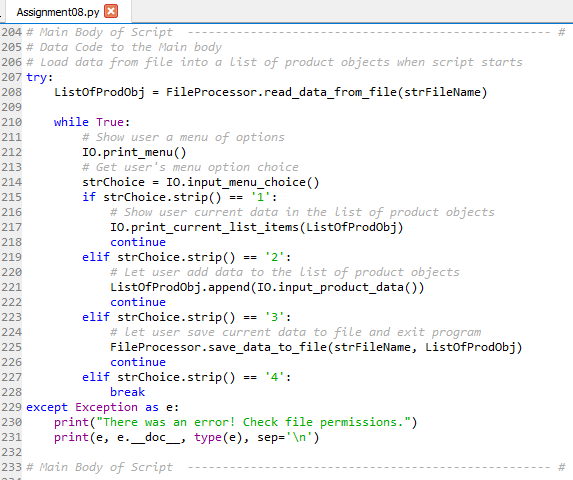 Assignment08.py
204 # Main Body of Script  ---------------------------------------------------- #
205 # Data Code to the Main body
206 # Load data from file into a list of product objects when script starts
207 try:
208     ListOfProdObj = FileProcessor.read_data_from_file(strFileName)
209
210     while True:
211         # Show user a menu of options
212         IO.print_menu()
213         # Get user's menu option choice
214         strChoice = IO.input_menu_choice()
215         if strChoice.strip() == '1':
216             # Show user current data in the list of product objects
217             IO.print_current_list_items(ListOfProdObj)
218             continue
219         elif strChoice.strip() == '2':
220             # Let user add data to the list of product objects
221             ListOfProdObj.append(IO.input_product_data())
222             continue
223         elif strChoice.strip() == '3':
224             # let user save current data to file and exit program
225             FileProcessor.save_data_to_file(strFileName, ListOfProdObj)
226             continue
227         elif strChoice.strip() == '4':
228             break
229 except Exception as e:
230     print("There was an error! Check file permissions.")
231     print(e, e.__doc__, type(e), sep='\n')
232
233 # Main Body of Script  ---------------------------------------------------- #